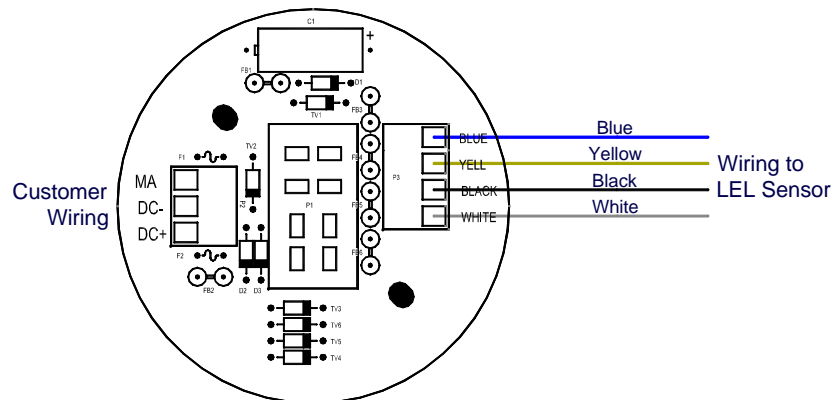 C1
+
FB1
D1
TV1
FB3
F1
TV2
FB4
P3
BLUE
Blue
YELL
Yellow
BLACK
Black
WHITE
White
Wiring to
LEL Sensor
Customer
Wiring
MA
DC-
DC+
P2
P1
FB5
FB6
F2
FB2
D2
D3
TV3
TV6
TV5
TV4